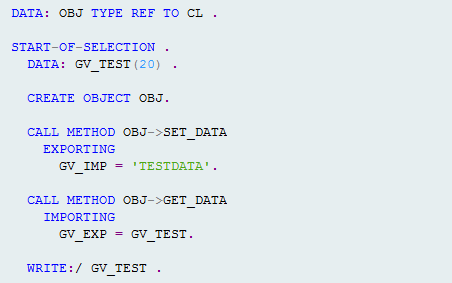 DATA: OBJ TYPE REF TO CL .
START-OF-SELECTION .
DATA: GV_TEST(20) .
CREATE OBJECT OBJ.
CALL METHOD OBJ->SET_DATA
EXPORTING
GV_IMP = 'TESTDATA'.
CALL METHOD OBJ->GET_DATA
IMPORTING
GV_EXP = GV_TEST.
WRITE:/ GV_TEST .